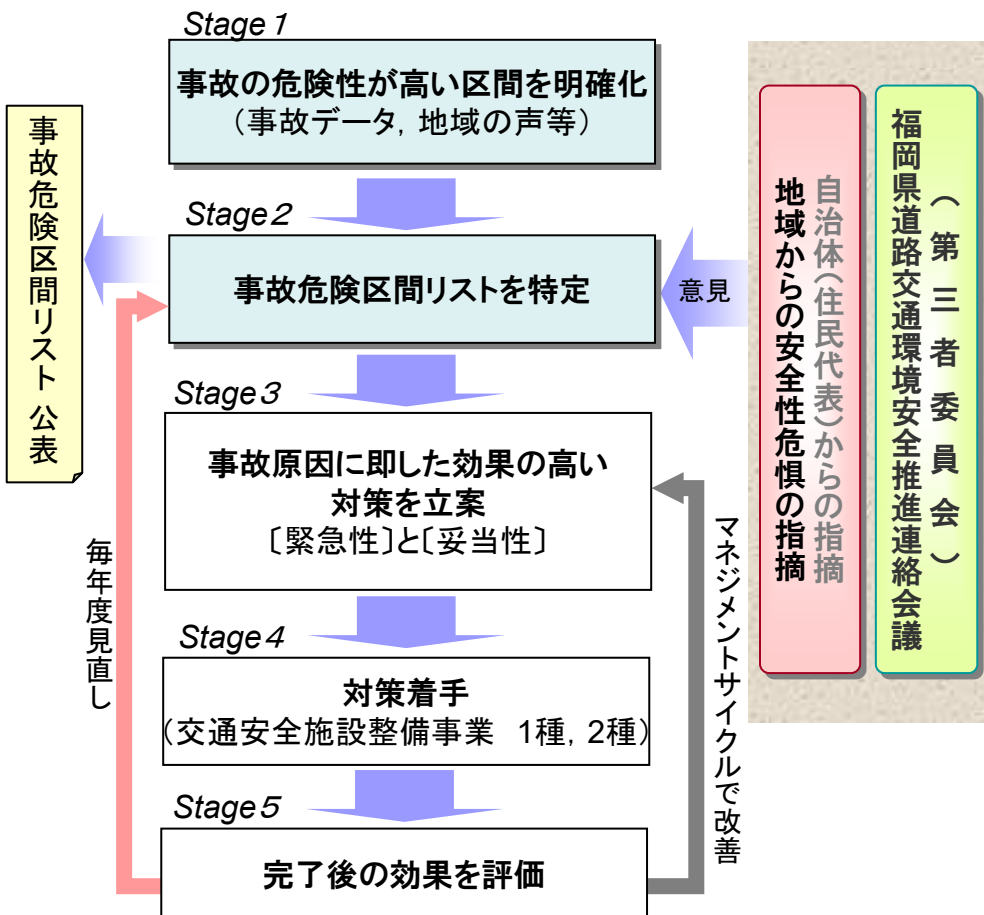 Stage 1
事故の危険性が高い区間を明確化
（事故データ, 地域の声等）
Stage2
事故危険区間リストを特定
事故危険区間リスト 公表
意見
自治体（住民代表）からの指摘
地域からの安全性危惧の指摘
（第三者委員会）
福岡県道路交通環境安全推進連絡会議
Stage3
事故原因に即した効果の高い
対策を立案
〔緊急性〕と〔妥当性〕
毎年度見直し
マネジメントサイクルで改善
Stage4
対策着手
（交通安全施設整備事業　1種, 2種）
Stage5
完了後の効果を評価